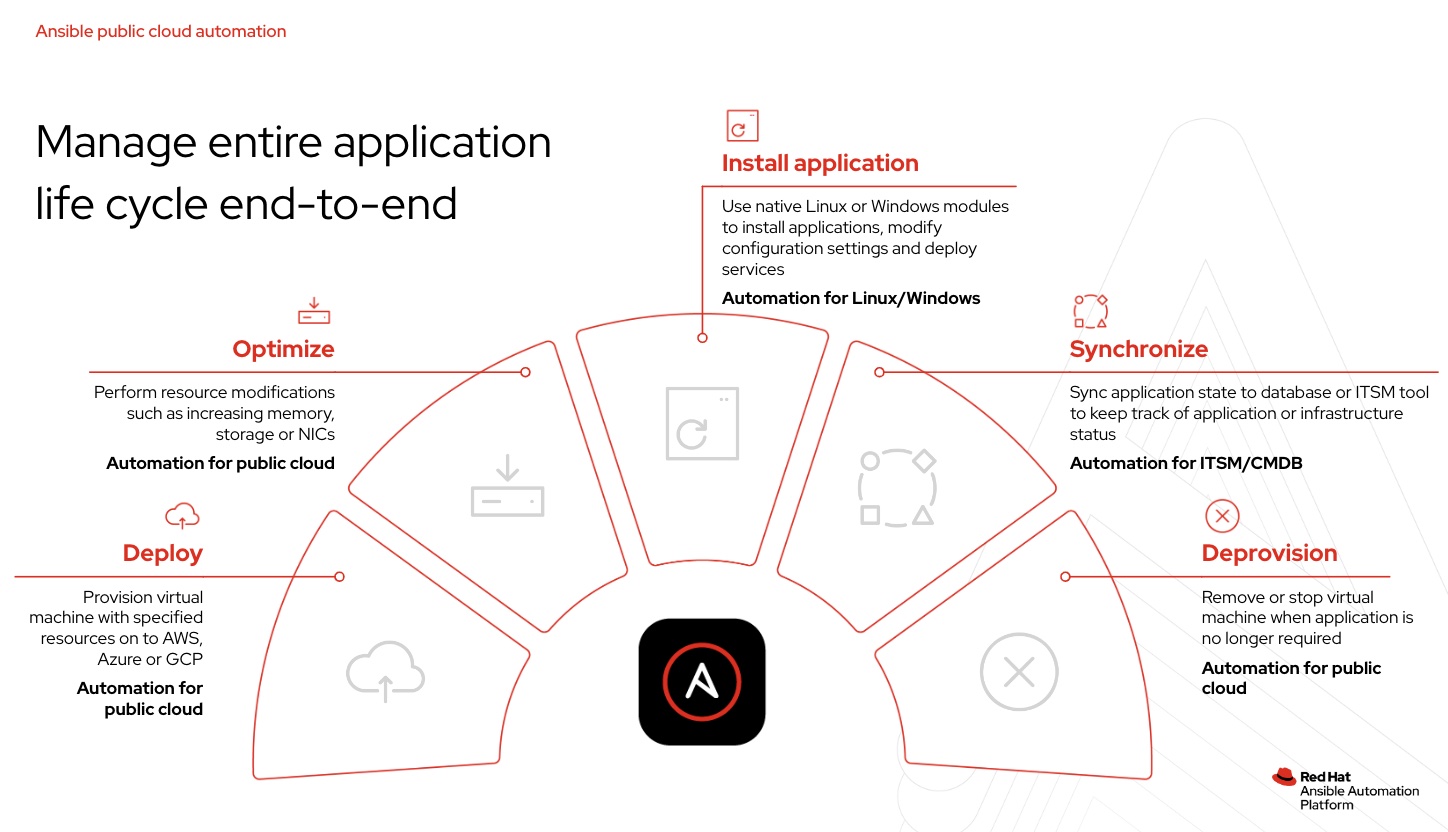 Ansible public cloud automation
Manage entire application
life cycle end-to-end
Install application
Use native Linux or Windows modules
to install applications, modify
configuration settings and deploy
services
Automation for Linux/Windows
Optimize
Perform resource modifications
such as increasing memory,
storage or NICs
Automation for public cloud
Synchronize
Sync application state to database or ITSM tool
to keep track of application or infrastructure
status
Automation for ITSM/CMDB
Deploy
Provision virtual
machine with specified
resources on to AWS,
Azure or GCP
Automation for
public cloud
Deprovision
Remove or stop virtual
machine when application is
no longer required
Automation for public
cloud
Red Hat
Ansible Automation
Platform